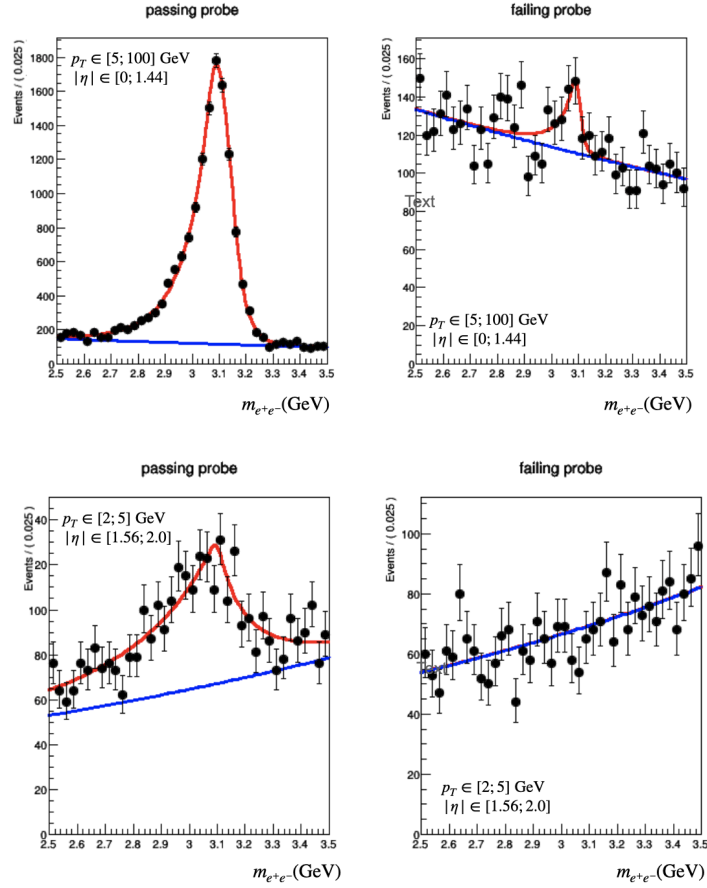 passing probe
Events / ( 0.025 )
1800
1600
1400
1200
1000
800
600
400
200
0
p_T ∈ [5; 100] GeV
|η| ∈ [0; 1.44]
2.5 2.6 2.7 2.8 2.9 3 3.1 3.2 3.3 3.4 3.5
m_{e⁺e⁻}(GeV)
failing probe
Events / ( 0.025 )
160
140
120
100
Text
80
60
40
20
0
p_T ∈ [5; 100] GeV
|η| ∈ [0; 1.44]
2.5 2.6 2.7 2.8 2.9 3 3.1 3.2 3.3 3.4 3.5
m_{e⁺e⁻}(GeV)
passing probe
Events / ( 0.025 )
40
20
100
80
60
40
20
0
p_T ∈ [2; 5] GeV
|η| ∈ [1.56; 2.0]
2.5 2.6 2.7 2.8 2.9 3 3.1 3.2 3.3 3.4 3.5
m_{e⁺e⁻}(GeV)
failing probe
Events / ( 0.025 )
100
80
60
40
20
0
p_T ∈ [2; 5] GeV
|η| ∈ [1.56; 2.0]
2.5 2.6 2.7 2.8 2.9 3 3.1 3.2 3.3 3.4 3.5
m_{e⁺e⁻}(GeV)